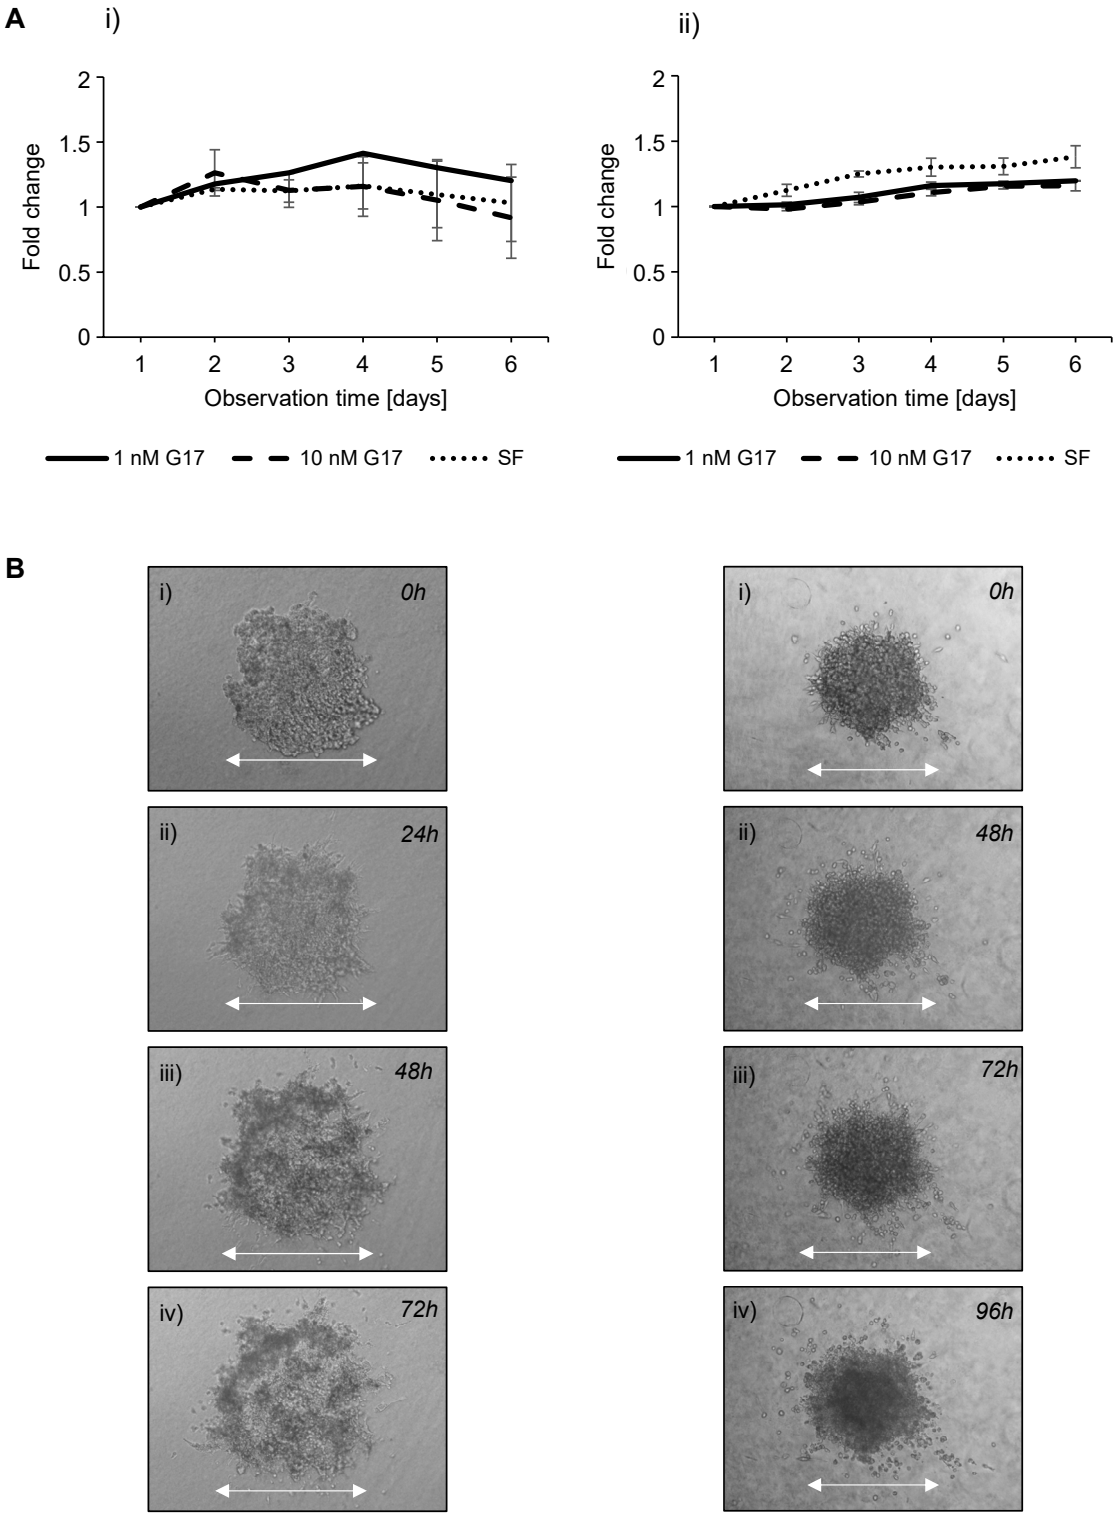 A
i)
ii)
2
1.5
1
0.5
0
Fold change
1 2 3 4 5 6
Observation time [days]
1 nM G17 10 nM G17 SF
2
1.5
1
0.5
0
Fold change
1 2 3 4 5 6
Observation time [days]
1 nM G17 10 nM G17 SF
B
i) 0h
ii) 24h
iii) 48h
iv) 72h
i) 0h
ii) 48h
iii) 72h
iv) 96h